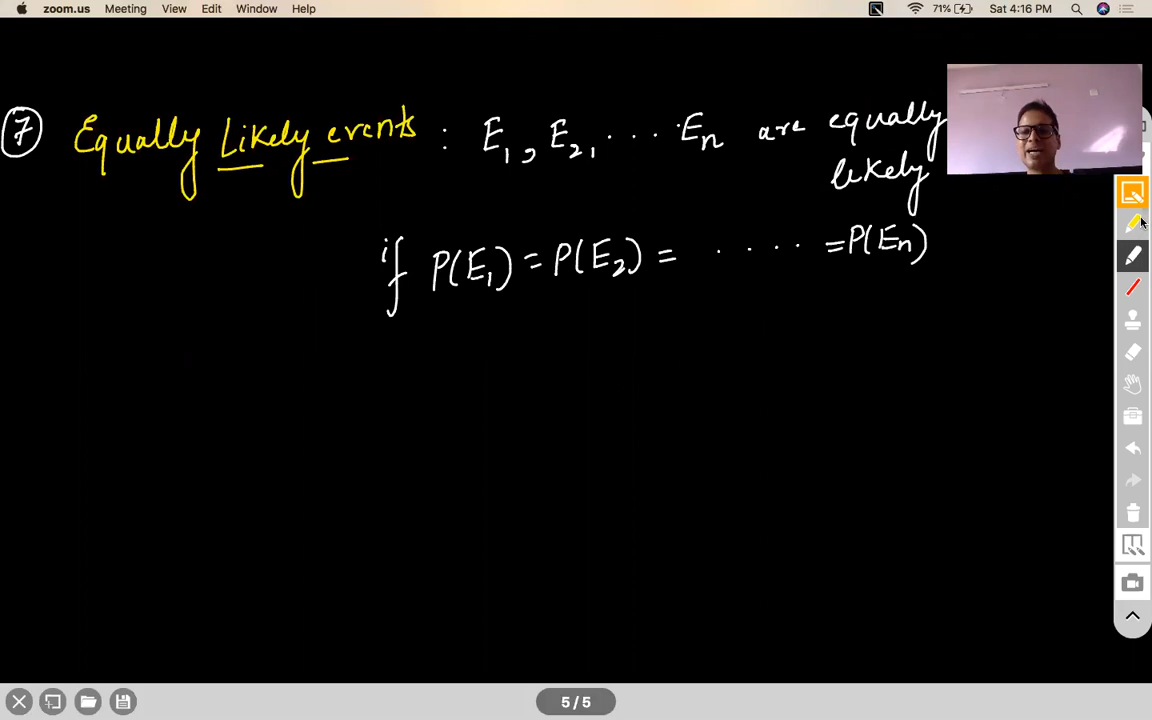 zoom.us Meeting View Edit Window Help 71% Sat 4:16 PM
7 Equally Likely events : E1, E2, .... En are equally
likely
if P(E1) = P(E2) = .... = P(En)
5 / 5